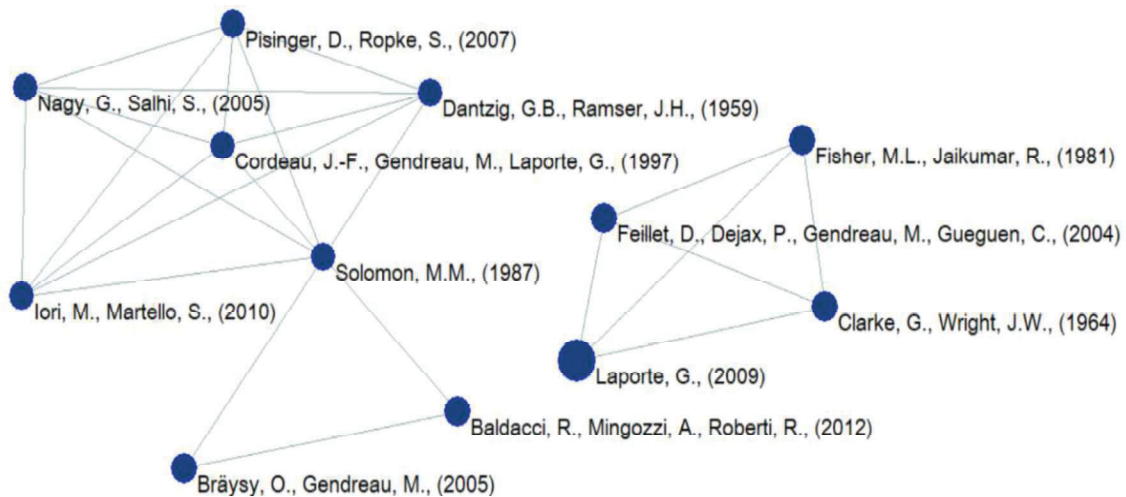 Pisinger, D., Ropke, S., (2007)
Nagy, G., Salhi, S., (2005)
Dantzig, G.B., Ramser, J.H., (1959)
Cordeau, J.-F., Gendreau, M., Laporte, G., (1997)
Solomon, M.M., (1987)
Iori, M., Martello, S., (2010)
Baldacci, R., Mingozzi, A., Roberti, R., (2012)
Bräysy, O., Gendreau, M., (2005)
Fisher, M.L., Jaikumar, R., (1981)
Feillet, D., Dejax, P., Gendreau, M., Gueguen, C., (2004)
Clarke, G., Wright, J.W., (1964)
Laporte, G., (2009)